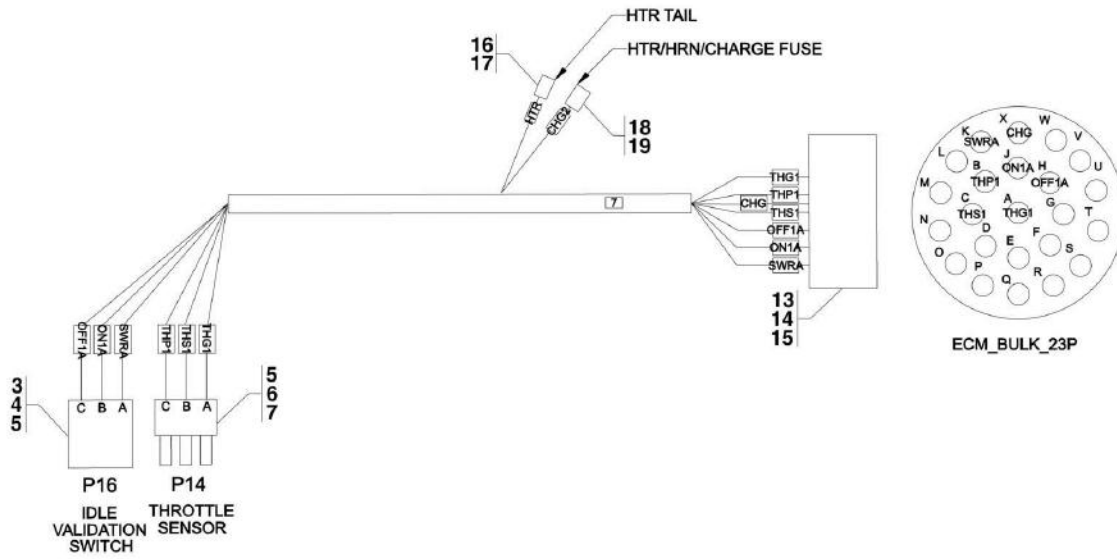 HTR TAIL
HTR/HRN/CHARGE FUSE
16
17
HTR
CHG2
18
19
7
THG1
THP1
CHG
THS1
OFF1A
ON1A
SWRA
13
14
15
X
W
K
CHG
V
SWRA
J
L
B
ON1A
H
U
THP1
OFF1A
M
C
A
G
T
THS1
THG1
N
D
F
S
E
O
P
R
Q
ECM_BULK_23P
OFF1A
ON1A
SWRA
THP1
THS1
THG1
3
4
5
C B A
C B A
5
6
7
P16
IDLE
VALIDATION
SWITCH
P14
THROTTLE
SENSOR